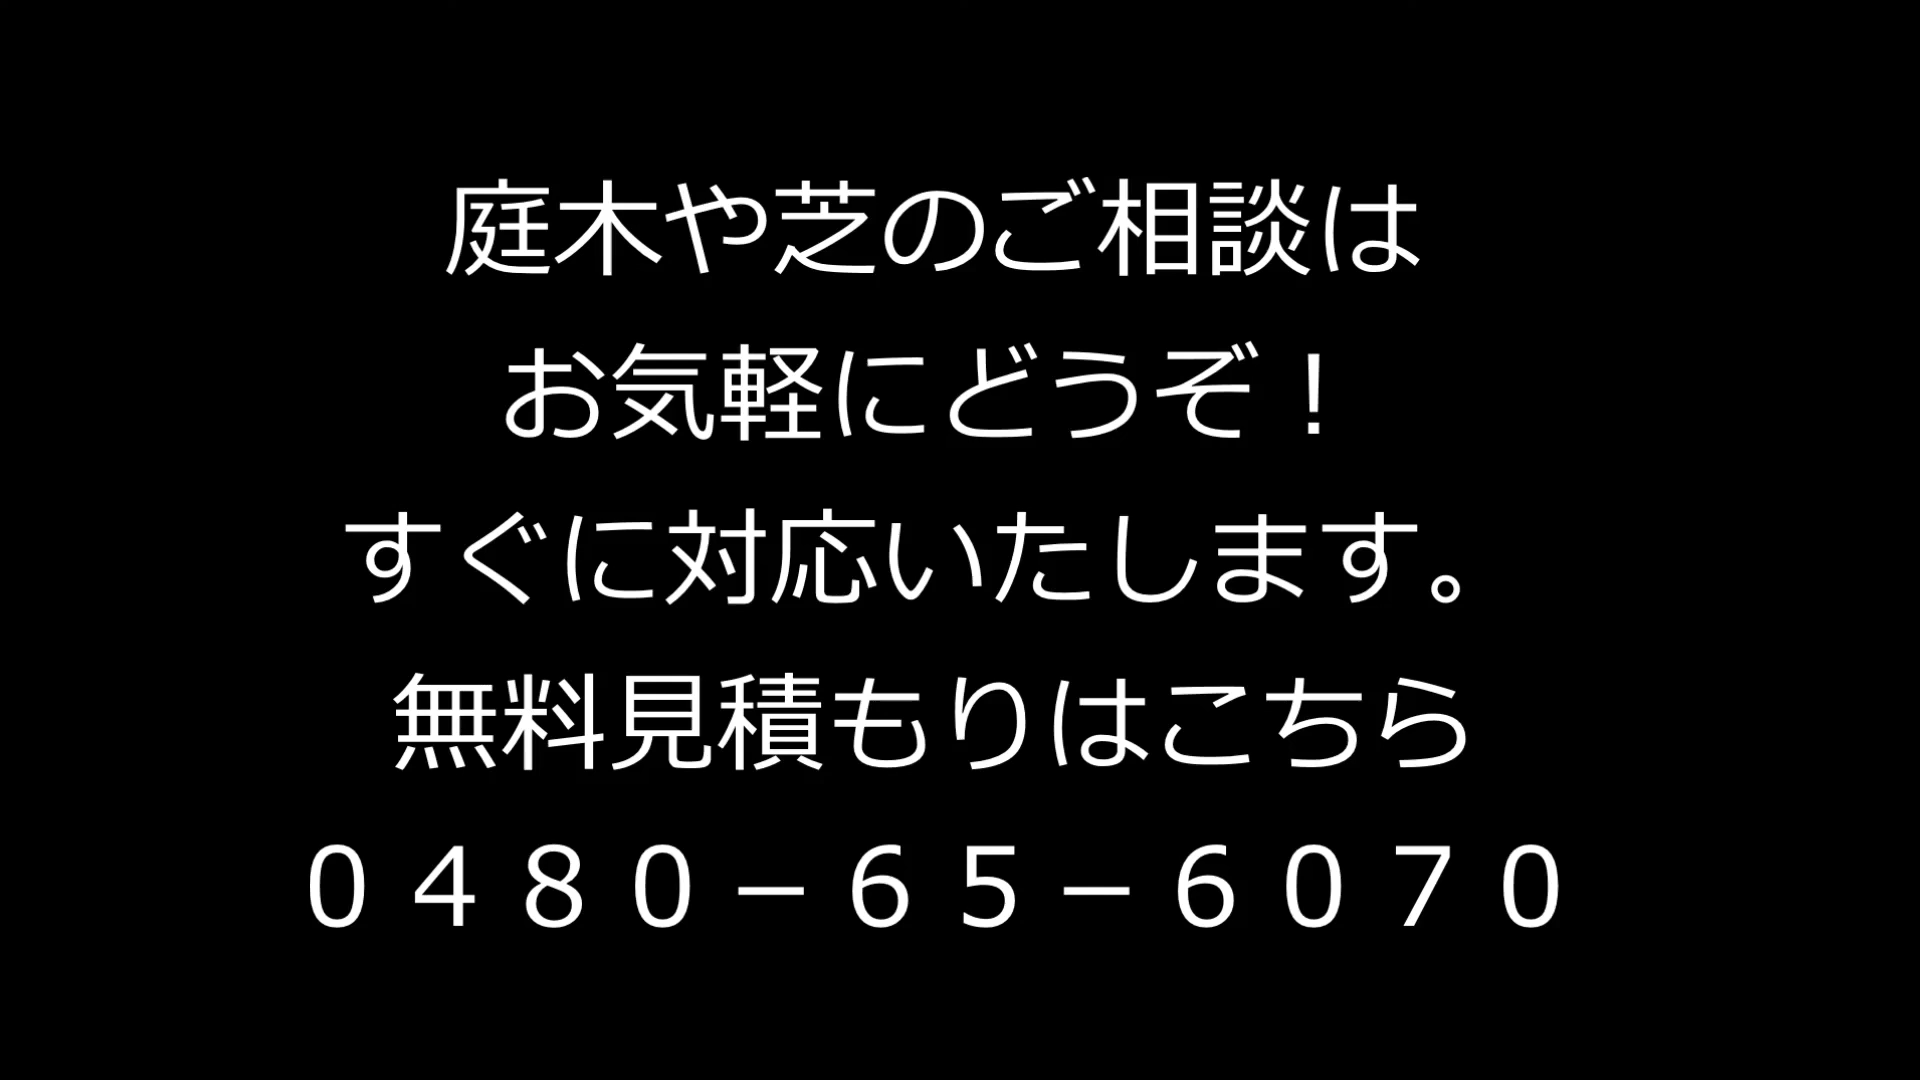 庭木や芝のご相談は
お気軽にどうぞ！
すぐに対応いたします。
無料見積もりはこちら
０４８０－６５－６０７０